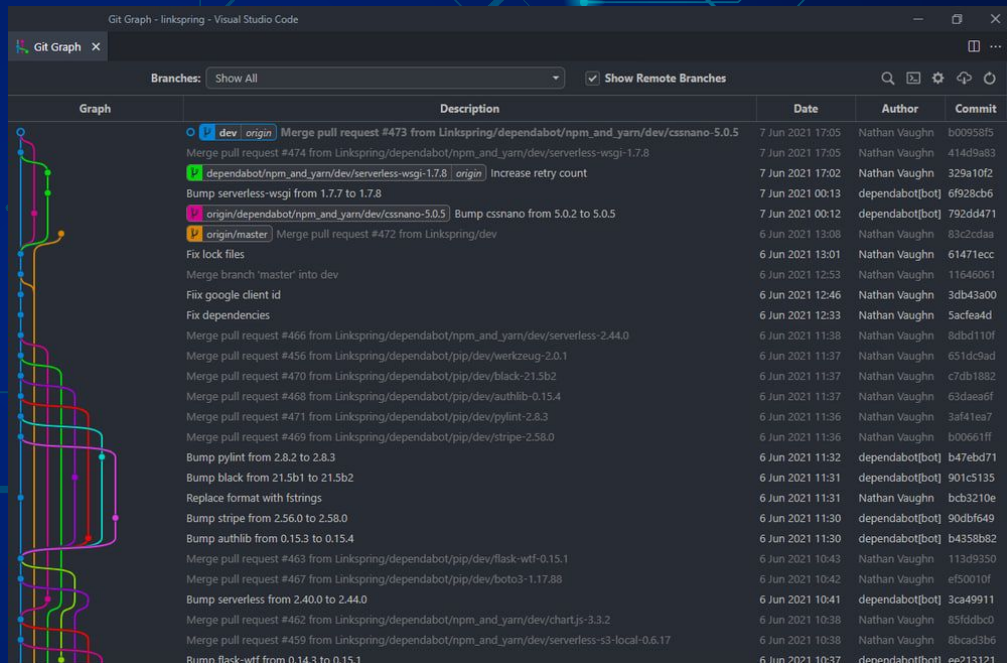 Git Graph - linkspring - Visual Studio Code
Git Graph
Branches: Show All Show Remote Branches
Graph Description Date Author Commit
dev origin Merge pull request #473 from Linkspring/dependabot/npm_and_yarn/dev/cssnano-5.0.5 7 Jun 2021 17:05 Nathan Vaughn b00958f5
Merge pull request #474 from Linkspring/dependabot/npm_and_yarn/dev/serverless-wsgi-1.7.8 7 Jun 2021 17:05 Nathan Vaughn 414d9a83
dependabot/npm_and_yarn/dev/serverless-wsgi-1.7.8 origin Increase retry count 7 Jun 2021 17:02 Nathan Vaughn 329a10f2
Bump serverless-wsgi from 1.7.7 to 1.7.8 7 Jun 2021 00:13 dependabot[bot] 6f928cb6
origin/dependabot/npm_and_yarn/dev/cssnano-5.0.5 Bump cssnano from 5.0.2 to 5.0.5 7 Jun 2021 00:12 dependabot[bot] 792dd471
origin/master Merge pull request #472 from Linkspring/dev 6 Jun 2021 13:08 Nathan Vaughn 83c2cdaa
Fix lock files 6 Jun 2021 13:01 Nathan Vaughn 61471ecc
Merge branch 'master' into dev 6 Jun 2021 12:53 Nathan Vaughn 11646061
Fiix google client id 6 Jun 2021 12:46 Nathan Vaughn 3db43a00
Fix dependencies 6 Jun 2021 12:33 Nathan Vaughn 5acfea4d
Merge pull request #466 from Linkspring/dependabot/npm_and_yarn/dev/serverless-2.44.0 6 Jun 2021 11:38 Nathan Vaughn 8dbd110f
Merge pull request #456 from Linkspring/dependabot/pip/dev/werkzeug-2.0.1 6 Jun 2021 11:37 Nathan Vaughn 651dc9ad
Merge pull request #470 from Linkspring/dependabot/pip/dev/black-21.5b2 6 Jun 2021 11:37 Nathan Vaughn c7db1882
Merge pull request #468 from Linkspring/dependabot/pip/dev/authlib-0.15.4 6 Jun 2021 11:37 Nathan Vaughn 63daea6f
Merge pull request #471 from Linkspring/dependabot/pip/dev/pylint-2.8.3 6 Jun 2021 11:36 Nathan Vaughn 3af41ea7
Merge pull request #469 from Linkspring/dependabot/pip/dev/stripe-2.58.0 6 Jun 2021 11:36 Nathan Vaughn b00661ff
Bump pylint from 2.8.2 to 2.8.3 6 Jun 2021 11:32 dependabot[bot] b47ebd71
Bump black from 21.5b1 to 21.5b2 6 Jun 2021 11:31 dependabot[bot] 901c5135
Replace format with fstrings 6 Jun 2021 11:31 Nathan Vaughn bcb3210e
Bump stripe from 2.56.0 to 2.58.0 6 Jun 2021 11:30 dependabot[bot] 90dbf649
Bump authlib from 0.15.3 to 0.15.4 6 Jun 2021 11:30 dependabot[bot] b4358b82
Merge pull request #463 from Linkspring/dependabot/pip/dev/flask-wtf-0.15.1 6 Jun 2021 10:43 Nathan Vaughn 113d9350
Merge pull request #467 from Linkspring/dependabot/pip/dev/boto3-1.17.88 6 Jun 2021 10:42 Nathan Vaughn ef50010f
Bump serverless from 2.40.0 to 2.44.0 6 Jun 2021 10:41 dependabot[bot] 3ca49911
Merge pull request #462 from Linkspring/dependabot/npm_and_yarn/dev/chart.js-3.3.2 6 Jun 2021 10:38 Nathan Vaughn 85fddbc0
Merge pull request #459 from Linkspring/dependabot/npm_and_yarn/dev/serverless-s3-local-0.6.17 6 Jun 2021 10:38 Nathan Vaughn 8bcad3b6
Bump flask-wtf from 0.14.3 to 0.15.1 6 Jun 2021 10:37 dependabot[bot] ee213121